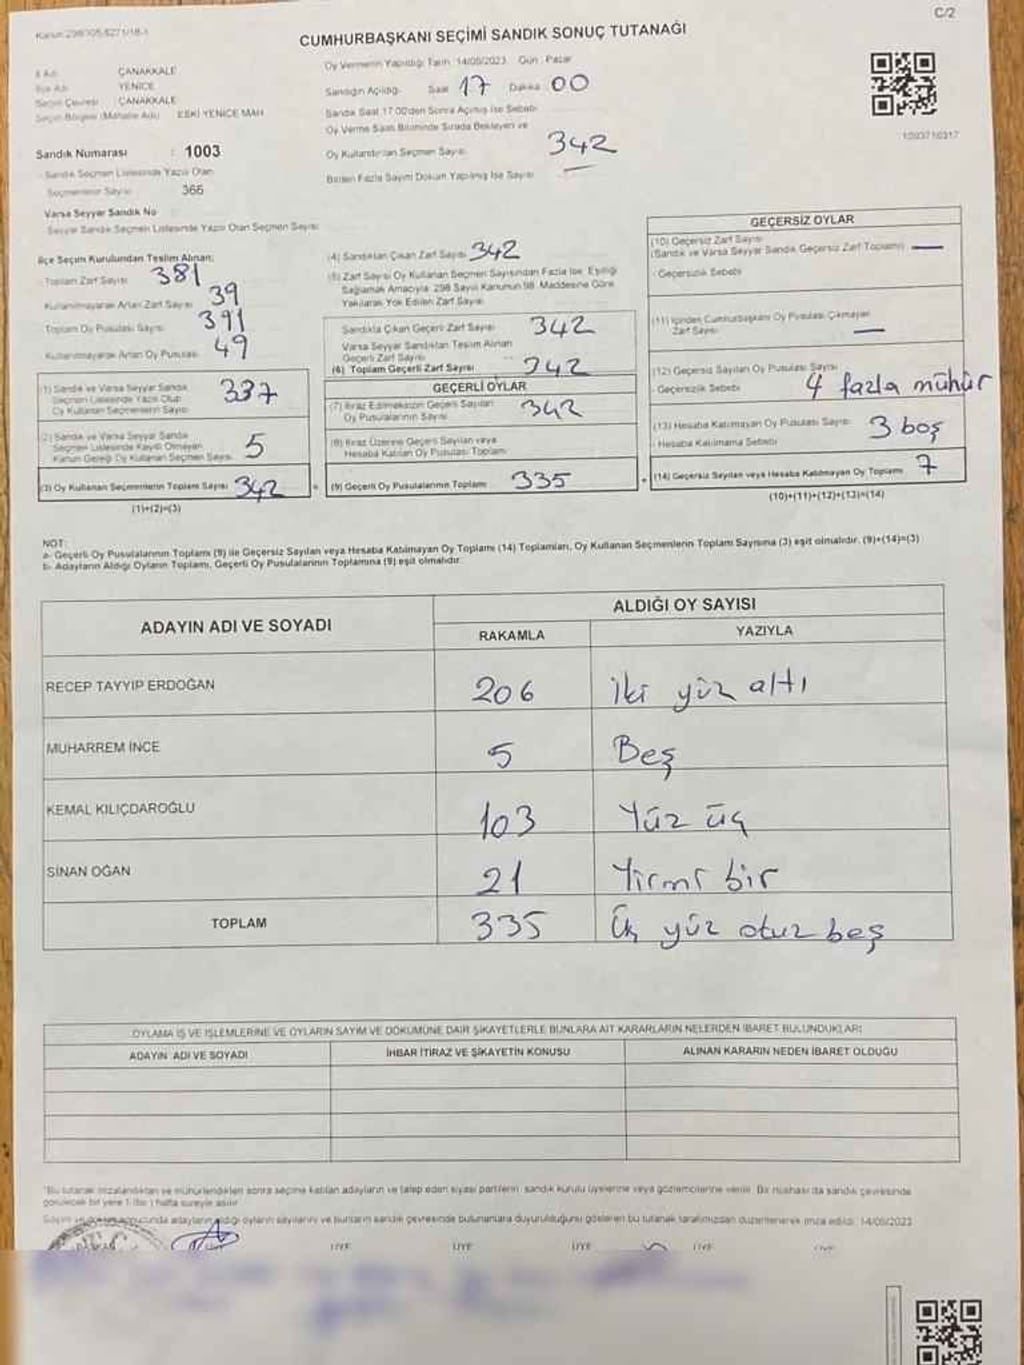 Kanun:298/305-6271/18-1
C/2
CUMHURBAŞKANI SEÇİMİ SANDIK SONUÇ TUTANAĞI
İl Adı ÇANAKKALE
İlçe Adı YENİCE
Seçim Çevresi ÇANAKKALE
Seçim Bölgesi (Mahalle Adı) ESKİ YENİCE MAH
Oy Vermenin Yapıldığı Tarih: 14/05/2023 Gün: Pazar
Sandığın Açıldığı Saat 17 Dakika 00
Sandık Saat 17.00'den Sonra Açılmış İse Sebebi
Oy Verme Saati Bitiminde Sırada Bekleyen ve
Oy Kullandırılan Seçmen Sayısı 342
Birden Fazla Sayım Döküm Yapılmış İse Sayısı —
1003710317
Sandık Numarası : 1003
Sandık Seçmen Listesinde Yazılı Olan
Seçmenlerin Sayısı 366
Varsa Seyyar Sandık No
Seyyar Sandık Seçmen Listesinde Yazılı Olan Seçmen Sayısı
İlçe Seçim Kurulundan Teslim Alınan;
Toplam Zarf Sayısı 381
Kullanılmayarak Artan Zarf Sayısı 39
Toplam Oy Pusulası Sayısı 391
Kullanılmayarak Artan Oy Pusulası 49
(1) Sandık ve Varsa Seyyar Sandık
Seçmen Listesinde Yazılı Olup
Oy Kullanan Seçmenlerin Sayısı 337
(2) Sandık ve Varsa Seyyar Sandık
Seçmen Listesinde Kayıtlı Olmayan
Kanun Gereği Oy Kullanan Seçmen Sayısı 5
(3) Oy Kullanan Seçmenlerin Toplam Sayısı 342
(1)+(2)=(3)
(4) Sandıktan Çıkan Zarf Sayısı 342
(5) Zarf Sayısı Oy Kullanan Seçmen Sayısından Fazla İse, Eşitliği
Sağlamak Amacıyla 298 Sayılı Kanunun 98. Maddesine Göre
Yakılarak Yok Edilen Zarf Sayısı
Sandıkta Çıkan Geçerli Zarf Sayısı 342
Varsa Seyyar Sandıktan Teslim Alınan
Geçerli Zarf Sayısı
(6) Toplam Geçerli Zarf Sayısı 342
GEÇERLİ OYLAR
(7) İtiraz Edilmeksizin Geçerli Sayılan
Oy Pusulalarının Sayısı 342
(8) İtiraz Üzerine Geçerli Sayılan veya
Hesaba Katılan Oy Pusulası Toplamı
= (9) Geçerli Oy Pusulalarının Toplamı 335
GEÇERSİZ OYLAR
(10) Geçersiz Zarf Sayısı
(Sandık ve Varsa Seyyar Sandık Geçersiz Zarf Toplamı) —
- Geçersizlik Sebebi
(11) İçinden Cumhurbaşkanı Oy Pusulası Çıkmayan
Zarf Sayısı —
(12) Geçersiz Sayılan Oy Pusulası Sayısı
- Geçersizlik Sebebi 4 fazla mühür
(13) Hesaba Katılmayan Oy Pusulası Sayısı 3 boş
- Hesaba Katılmama Sebebi
+ (14) Geçersiz Sayılan veya Hesaba Katılmayan Oy Toplamı 7
(10)+(11)+(12)+(13)=(14)
NOT:
a- Geçerli Oy Pusulalarının Toplamı (9) ile Geçersiz Sayılan veya Hesaba Katılmayan Oy Toplamı (14) Toplamları, Oy Kullanan Seçmenlerin Toplam Sayısına (3) eşit olmalıdır. (9)+(14)=(3)
b- Adayların Aldığı Oyların Toplamı, Geçerli Oy Pusulalarının Toplamına (9) eşit olmalıdır.
ADAYIN ADI VE SOYADI ALDIĞI OY SAYISI
RAKAMLA YAZIYLA
RECEP TAYYIP ERDOĞAN 206 iki yüz altı
MUHARREM İNCE 5 Beş
KEMAL KILIÇDAROĞLU 103 Yüz üç
SİNAN OĞAN 21 Yirmi bir
TOPLAM 335 Üç yüz otuz beş
OYLAMA İŞ VE İŞLEMLERİNE VE OYLARIN SAYIM VE DÖKÜMÜNE DAİR ŞİKAYETLERLE BUNLARA AİT KARARLARIN NELERDEN İBARET BULUNDUKLARI
ADAYIN ADI VE SOYADI İHBAR İTİRAZ VE ŞİKAYETİN KONUSU ALINAN KARARIN NEDEN İBARET OLDUĞU
"Bu tutanak imzalandıktan ve mühürlendikten sonra seçime katılan adayların ve talep eden siyasi partilerin sandık kurulu üyelerine veya gözlemcilerine verilir. Bir nüshası da sandık çevresinde
görülecek bir yere 1 (bir) hafta süreyle asılır
adayların aldığı oyların sayılarını ve bunların sandık çevresinde bulunanlara duyurulduğunu gösteren bu tutanak tarafımızdan düzenlenerek imza edildi. 14/05/2023
ÜYE ÜYE ÜYE ÜYE ÜYE